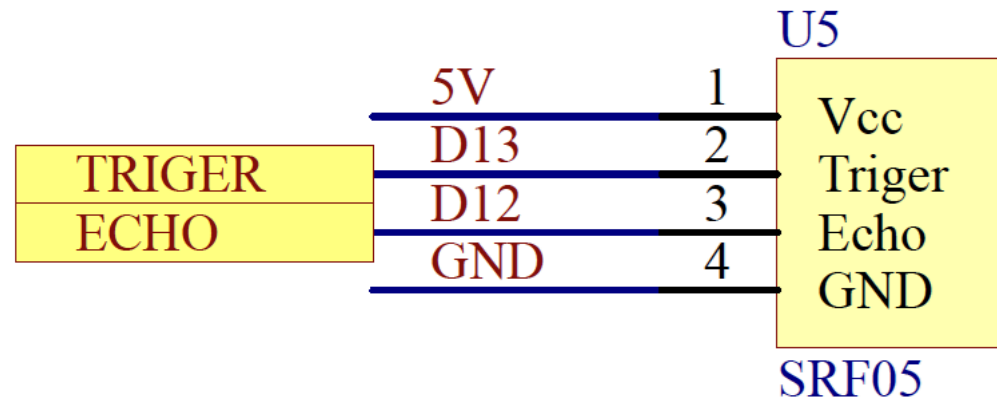 U5
5V 1 Vcc
TRIGER D13 2 Triger
ECHO D12 3 Echo
GND 4 GND
SRF05